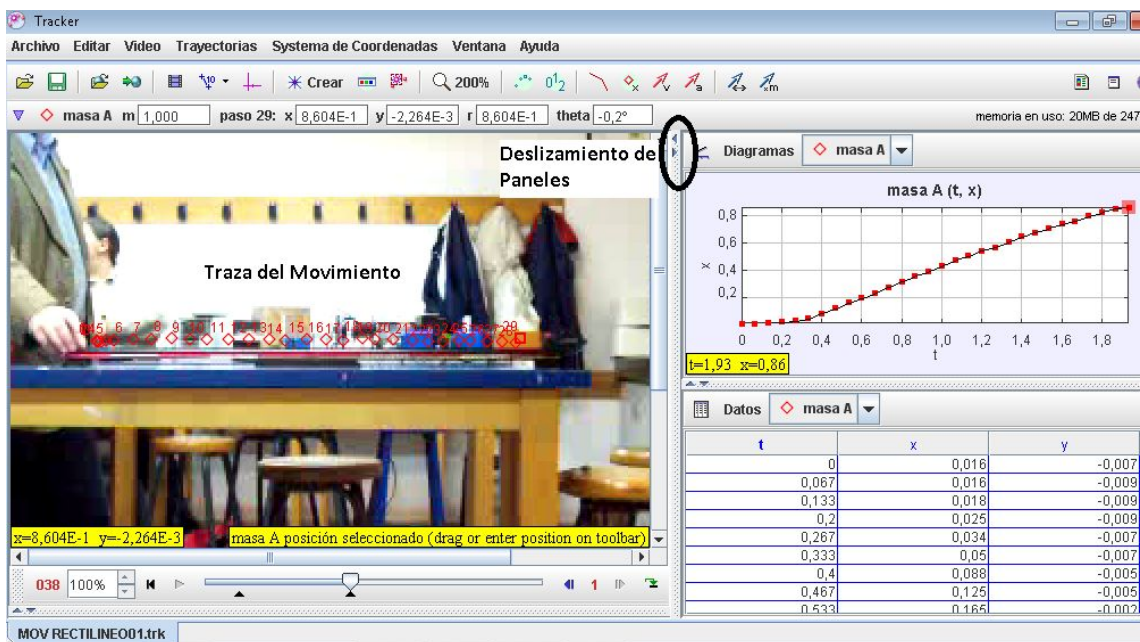 Tracker
Archivo Editar Video Trayectorias Systema de Coordenadas Ventana Ayuda
Crear 200%
masa A m 1,000 paso 29: x 8,604E-1 y -2,264E-3 r 8,604E-1 theta -0,2°
memoria en uso: 20MB de 247
Deslizamiento de
Paneles
Traza del Movimiento
x=8,604E-1 y=-2,264E-3
masa A posición seleccionado (drag or enter position on toolbar)
038 100% 1
Diagramas masa A
masa A (t, x)
0,8
0,6
x 0,4
0,2
0 0,2 0,4 0,6 0,8 1,0 1,2 1,4 1,6 1,8
t
t=1,93 x=0,86
Datos masa A
t x y
0 0,016 -0,007
0,067 0,016 -0,009
0,133 0,018 -0,009
0,2 0,025 -0,009
0,267 0,034 -0,007
0,333 0,05 -0,007
0,4 0,088 -0,005
0,467 0,125 -0,005
0,533 0,165 -0,002
MOV RECTILINEO01.trk